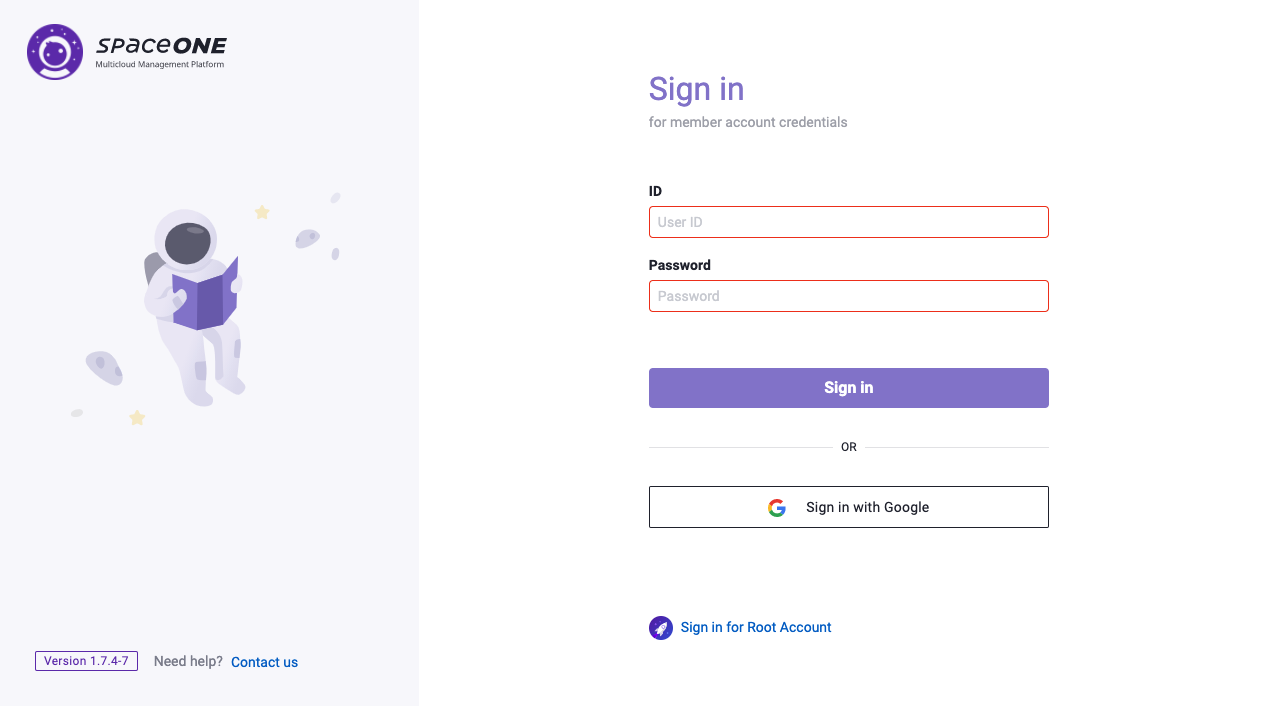 spaceONE
Multicloud Management Platform
Sign in
for member account credentials
ID
User ID
Password
Password
Sign in
OR
Sign in with Google
Sign in for Root Account
Version 1.7.4-7
Need help? Contact us